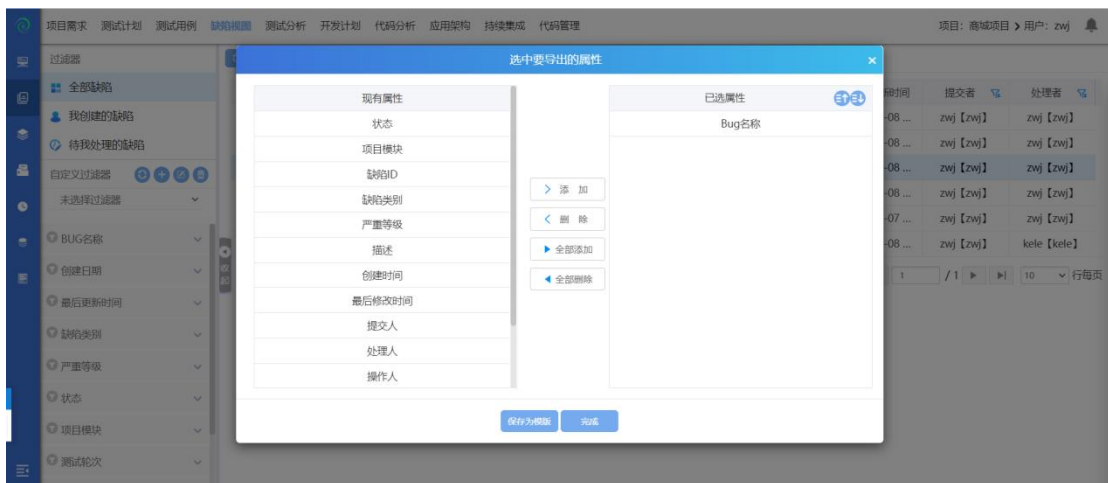 项目需求 测试计划 测试用例 缺陷视图 测试分析 开发计划 代码分析 应用架构 持续集成 代码管理 项目: 商城项目 用户: zwj
过滤器
全部缺陷
我创建的缺陷
待我处理的缺陷
自定义过滤器
未选择过滤器
BUG名称
创建日期
最后更新时间
缺陷类别
严重等级
状态
项目模块
测试轮次
收起
选中要导出的属性 ×
现有属性
状态
项目模块
缺陷ID
缺陷类别
严重等级
描述
创建时间
最后修改时间
提交人
处理人
操作人
添 加
删 除
全部添加
全部删除
已选属性
Bug名称
保存为模版 完成
新时间 提交者 处理者
-08 ... zwj【zwj】 zwj【zwj】
-08 ... zwj【zwj】 zwj【zwj】
-08 ... zwj【zwj】 zwj【zwj】
-08 ... zwj【zwj】 zwj【zwj】
-07 ... zwj【zwj】 zwj【zwj】
-08 ... zwj【zwj】 kele【kele】
1 / 1 10 行每页